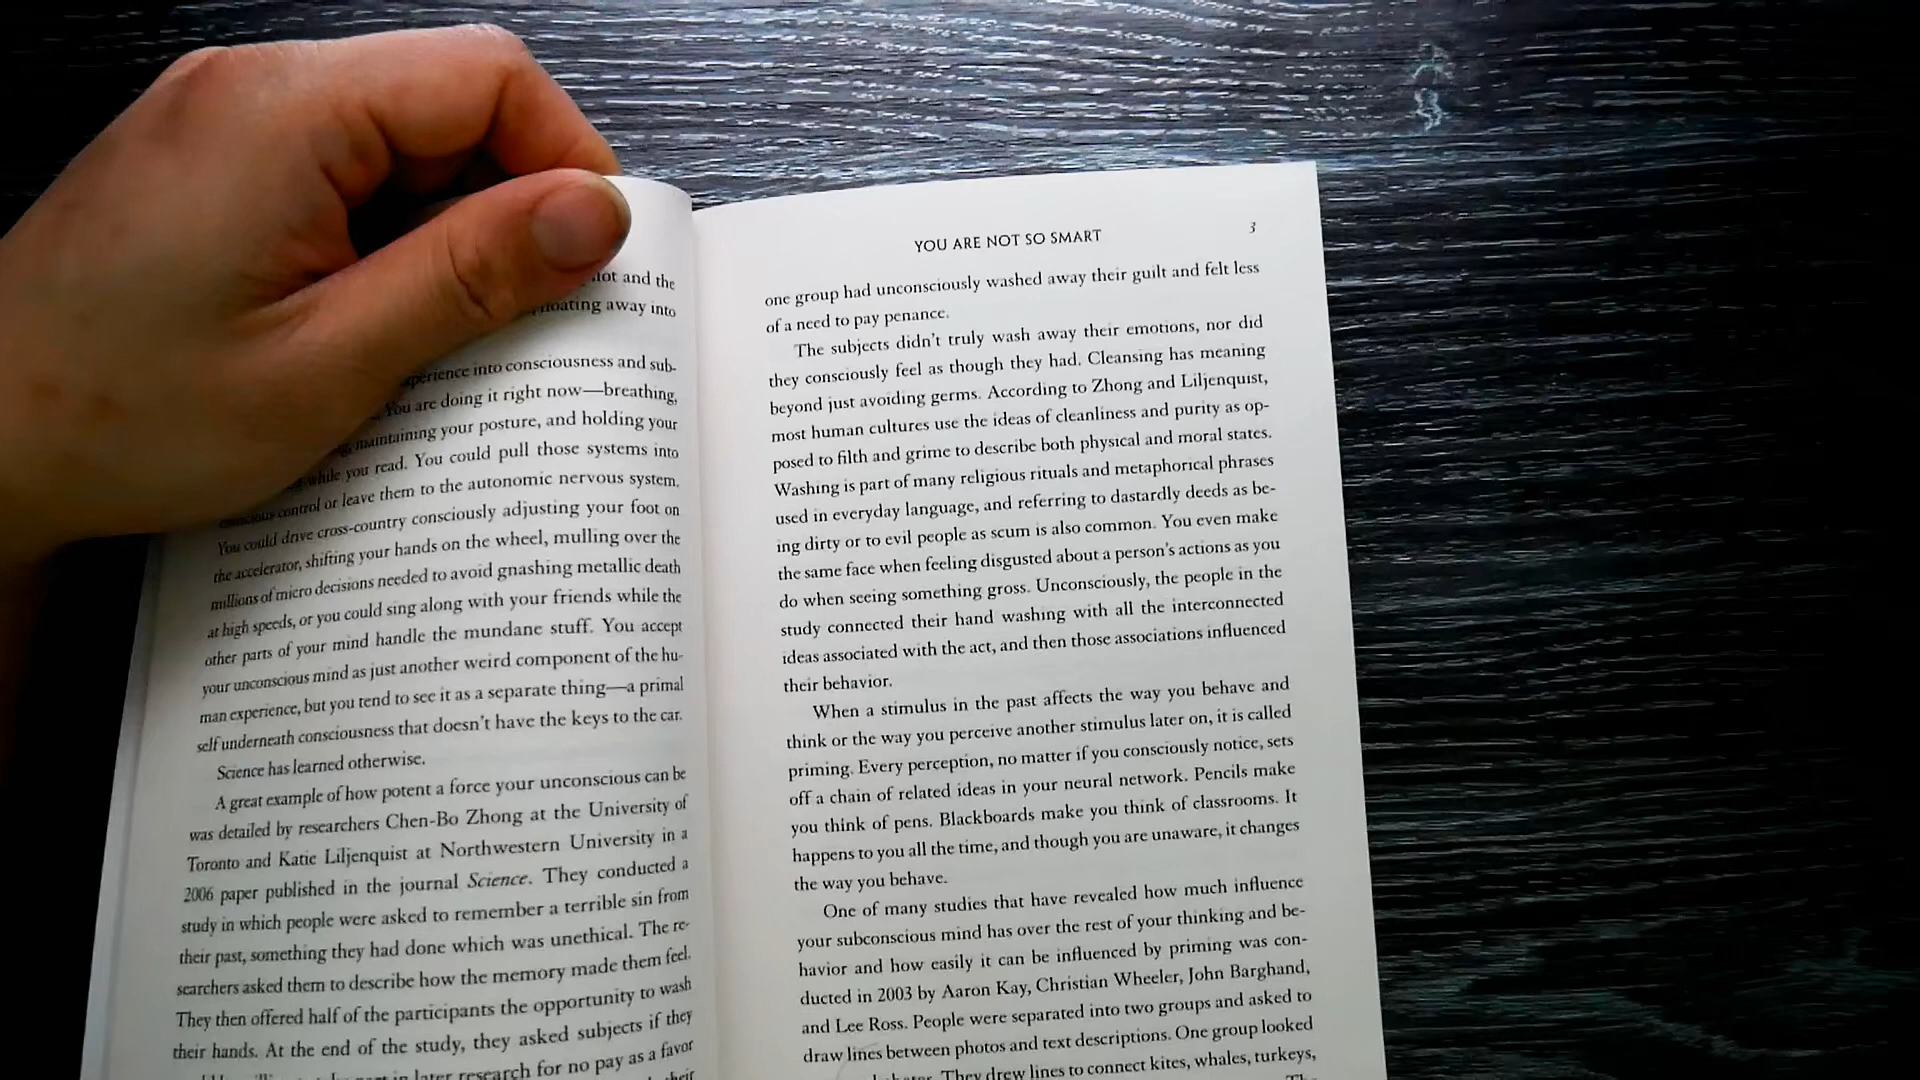 lot and the
floating away into
experience into consciousness and sub-
You are doing it right now—breathing,
maintaining your posture, and holding your
while you read. You could pull those systems into
conscious control or leave them to the autonomic nervous system.
You could drive cross-country consciously adjusting your foot on
the accelerator, shifting your hands on the wheel, mulling over the
millions of micro decisions needed to avoid gnashing metallic death
at high speeds, or you could sing along with your friends while the
other parts of your mind handle the mundane stuff. You accept
your unconscious mind as just another weird component of the hu-
man experience, but you tend to see it as a separate thing—a primal
self underneath consciousness that doesn't have the keys to the car.
Science has learned otherwise.
A great example of how potent a force your unconscious can be
was detailed by researchers Chen-Bo Zhong at the University of
Toronto and Katie Liljenquist at Northwestern University in a
2006 paper published in the journal Science. They conducted a
study in which people were asked to remember a terrible sin from
their past, something they had done which was unethical. The re-
searchers asked them to describe how the memory made them feel.
They then offered half of the participants the opportunity to wash
their hands. At the end of the study, they asked subjects if they
in later research for no pay as a favor
their
YOU ARE NOT SO SMART 3
one group had unconsciously washed away their guilt and felt less
of a need to pay penance.
The subjects didn't truly wash away their emotions, nor did
they consciously feel as though they had. Cleansing has meaning
beyond just avoiding germs. According to Zhong and Liljenquist,
most human cultures use the ideas of cleanliness and purity as op-
posed to filth and grime to describe both physical and moral states.
Washing is part of many religious rituals and metaphorical phrases
used in everyday language, and referring to dastardly deeds as be-
ing dirty or to evil people as scum is also common. You even make
the same face when feeling disgusted about a person's actions as you
do when seeing something gross. Unconsciously, the people in the
study connected their hand washing with all the interconnected
ideas associated with the act, and then those associations influenced
their behavior.
When a stimulus in the past affects the way you behave and
think or the way you perceive another stimulus later on, it is called
priming. Every perception, no matter if you consciously notice, sets
off a chain of related ideas in your neural network. Pencils make
you think of pens. Blackboards make you think of classrooms. It
happens to you all the time, and though you are unaware, it changes
the way you behave.
One of many studies that have revealed how much influence
your subconscious mind has over the rest of your thinking and be-
havior and how easily it can be influenced by priming was con-
ducted in 2003 by Aaron Kay, Christian Wheeler, John Barghand,
and Lee Ross. People were separated into two groups and asked to
draw lines between photos and text descriptions. One group looked
They drew lines to connect kites, whales, turkeys,
The